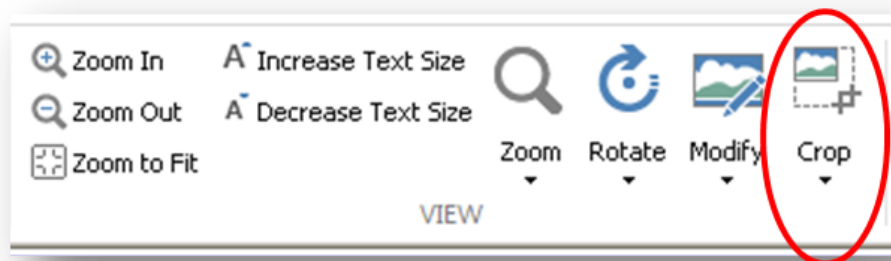 Zoom In
Zoom Out
Zoom to Fit
A Increase Text Size
A Decrease Text Size
Zoom
Rotate
Modify
Crop
VIEW